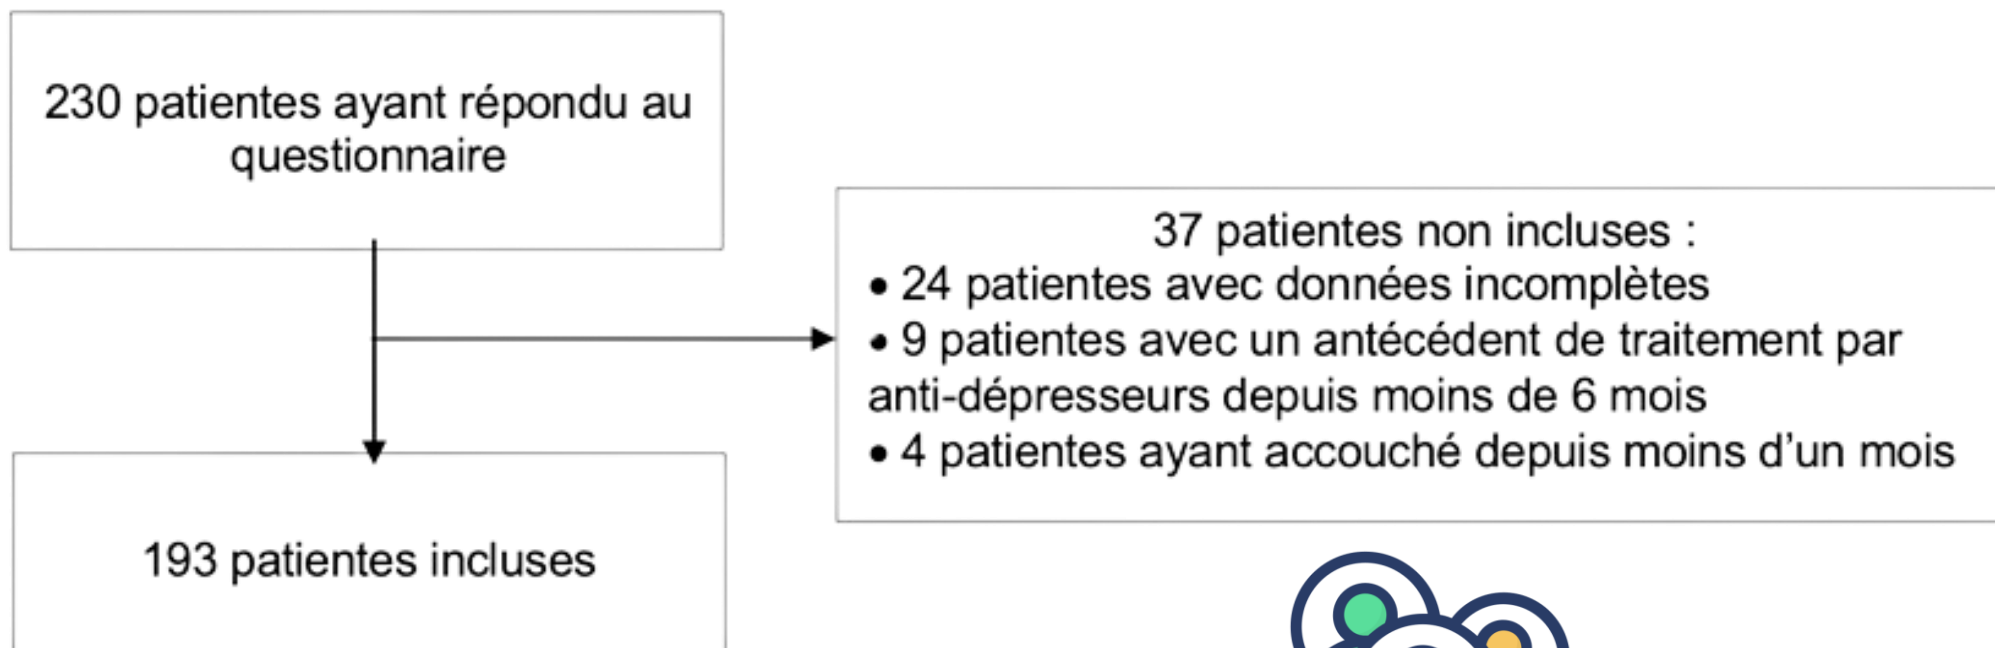 230 patientes ayant répondu au
questionnaire
37 patientes non incluses :
• 24 patientes avec données incomplètes
• 9 patientes avec un antécédent de traitement par
anti-dépresseurs depuis moins de 6 mois
• 4 patientes ayant accouché depuis moins d’un mois
193 patientes incluses